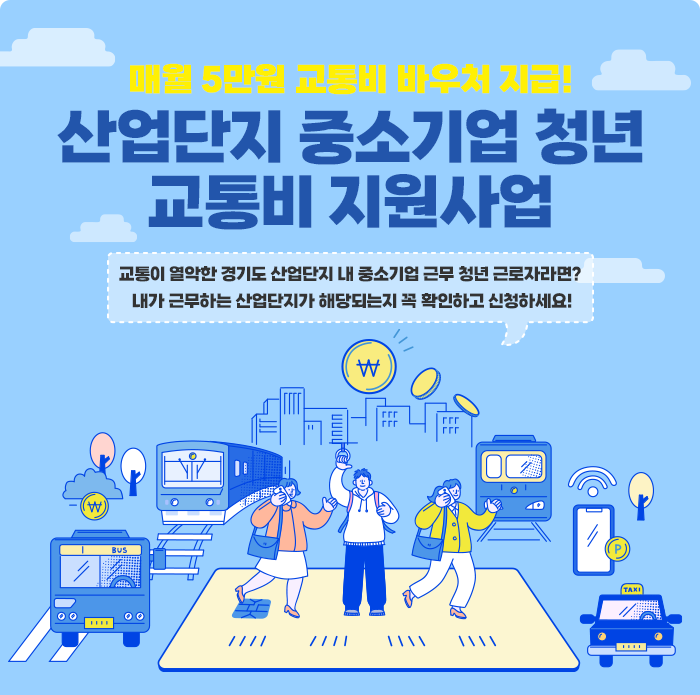 매월 5만원 교통비 바우처 지급!
산업단지 중소기업 청년
교통비 지원사업
교통이 열악한 경기도 산업단지 내 중소기업 근무 청년 근로자라면?
내가 근무하는 산업단지가 해당되는지 꼭 확인하고 신청하세요!
₩
₩
BUS
P
TAXI